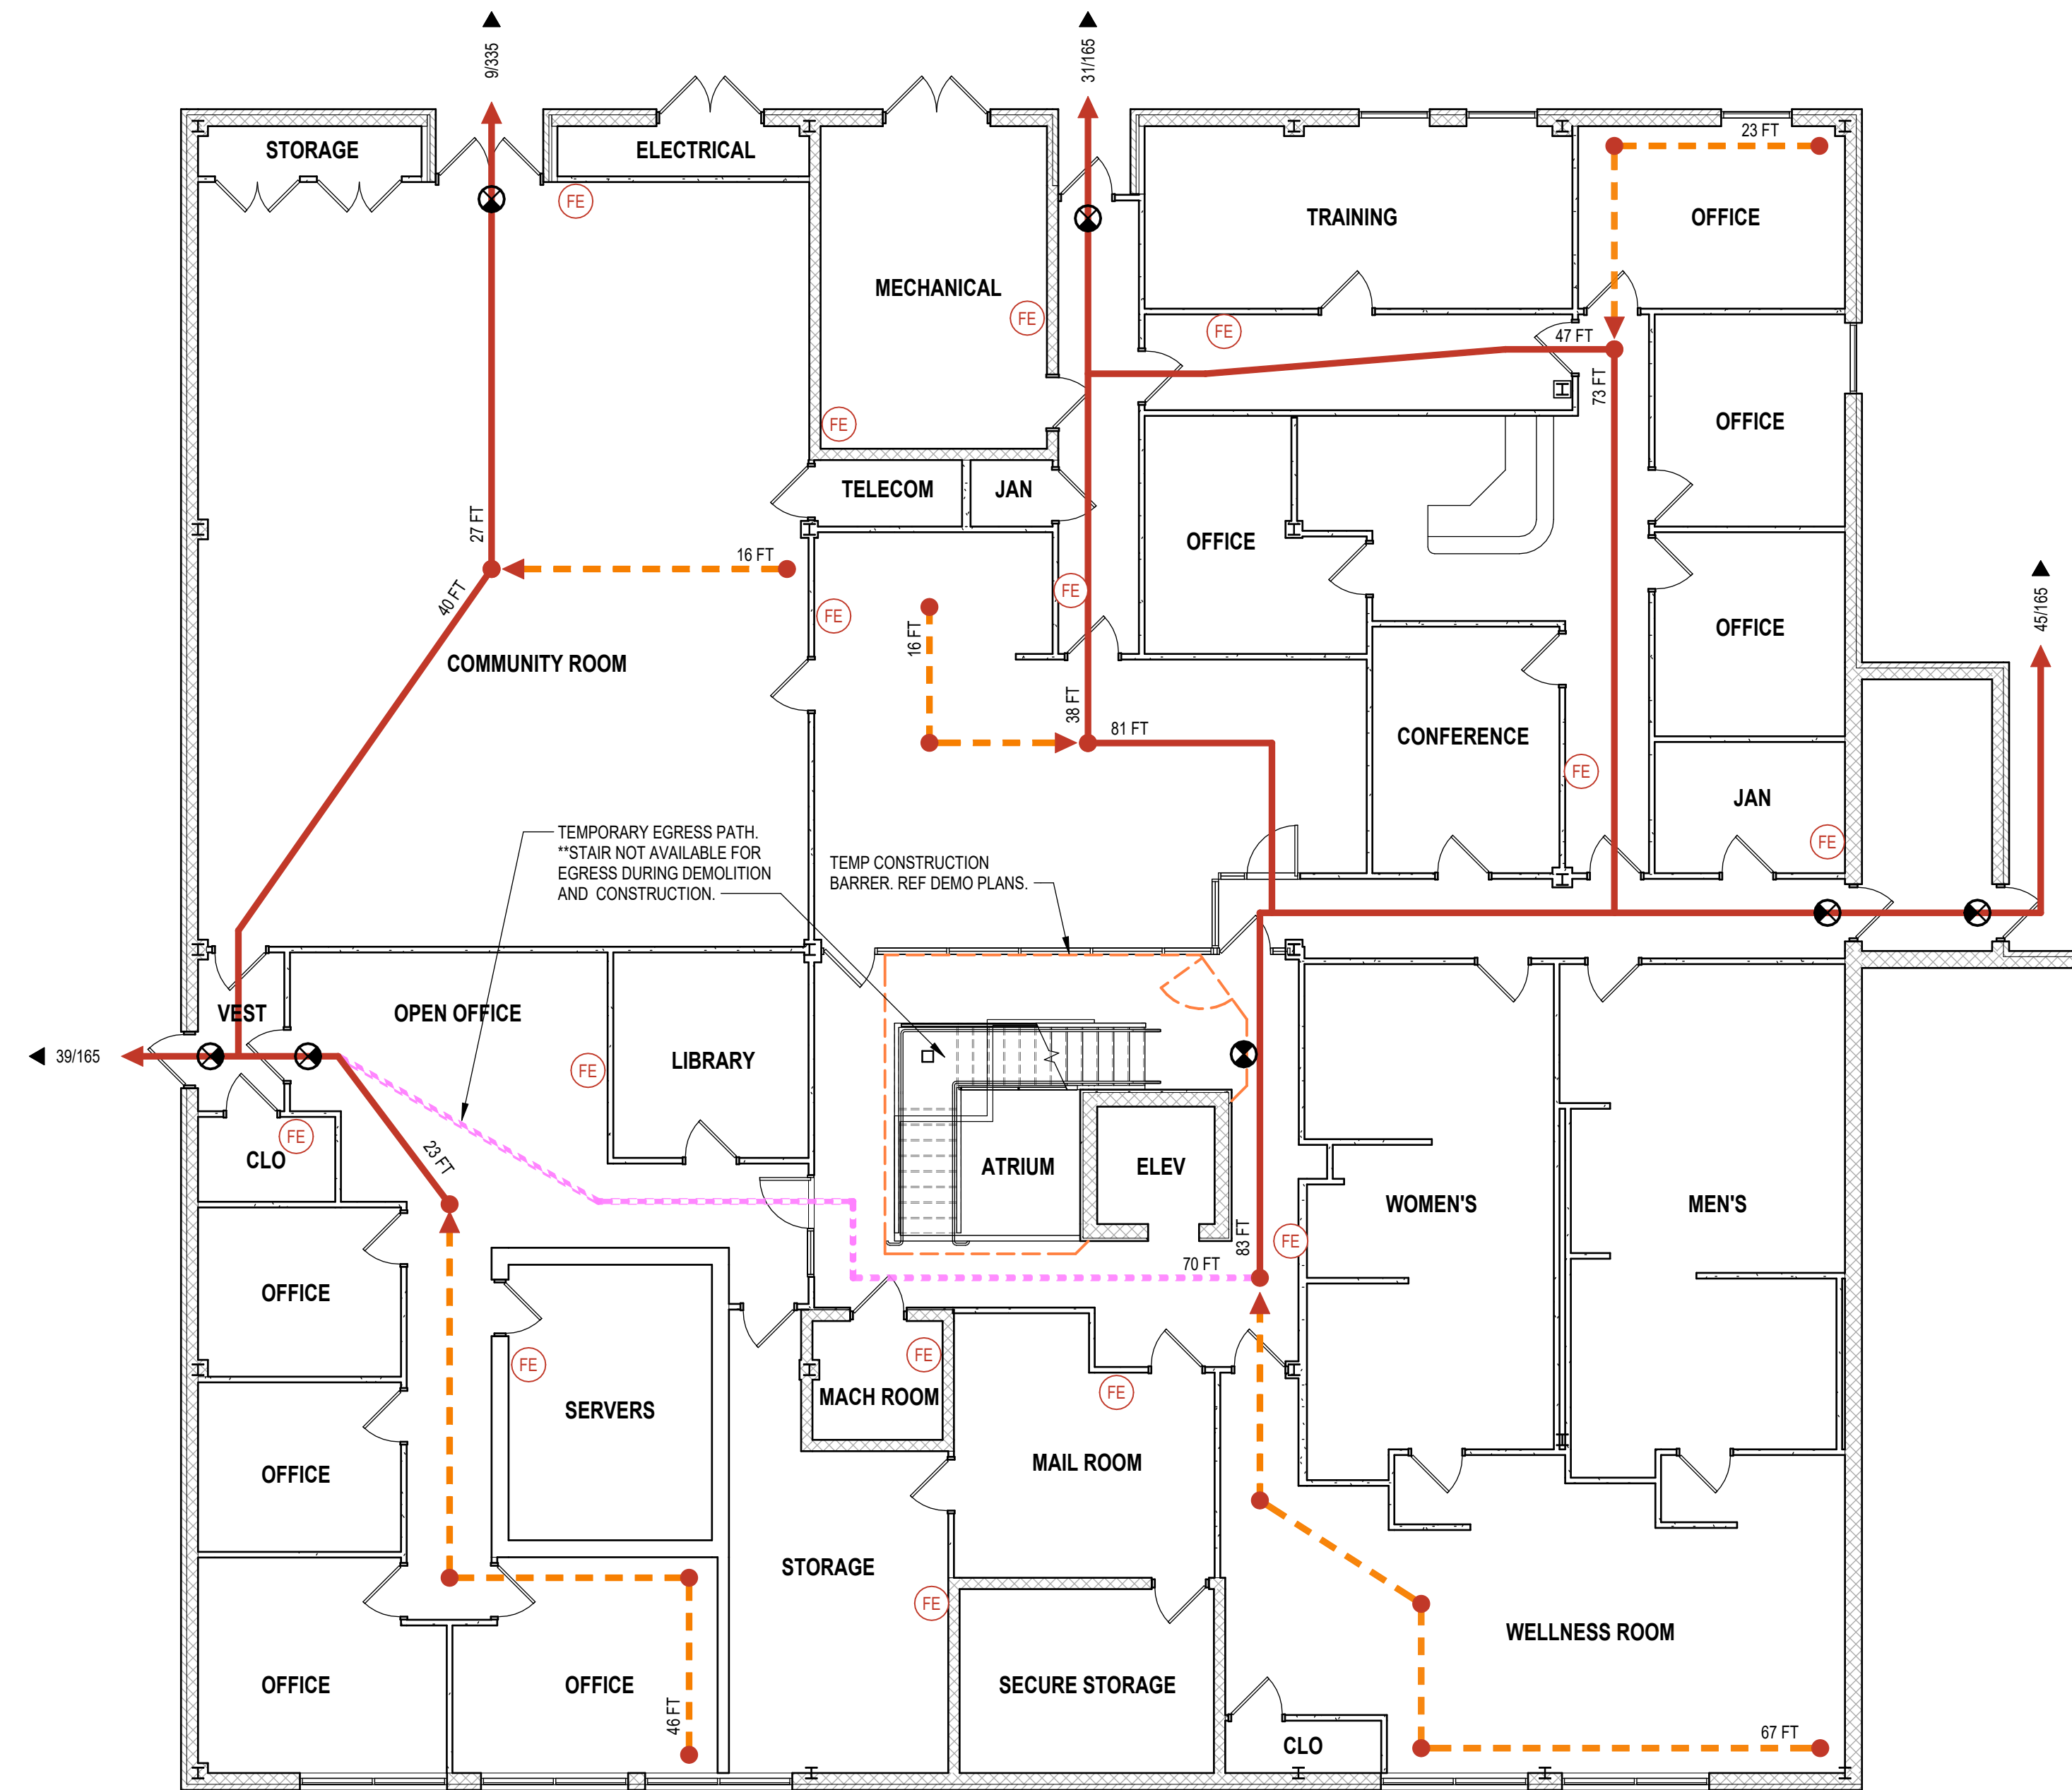 9/335
31/165
STORAGE
ELECTRICAL
23 FT
FE
TRAINING
OFFICE
MECHANICAL
FE
FE
47 FT
73 FT
FE
OFFICE
TELECOM
JAN
27 FT
OFFICE
16 FT
40 FT
FE
FE
45/165
16 FT
OFFICE
COMMUNITY ROOM
38 FT
81 FT
CONFERENCE
FE
JAN
TEMPORARY EGRESS PATH.
**STAIR NOT AVAILABLE FOR
EGRESS DURING DEMOLITION
AND CONSTRUCTION.
TEMP CONSTRUCTION
BARRER. REF DEMO PLANS.
FE
VEST
OPEN OFFICE
39/165
LIBRARY
FE
FE
CLO
23 FT
ATRIUM
ELEV
WOMEN'S
MEN'S
83 FT
FE
70 FT
OFFICE
FE
FE
MACH ROOM
FE
SERVERS
MAIL ROOM
OFFICE
STORAGE
FE
WELLNESS ROOM
OFFICE
OFFICE
SECURE STORAGE
46 FT
CLO
67 FT